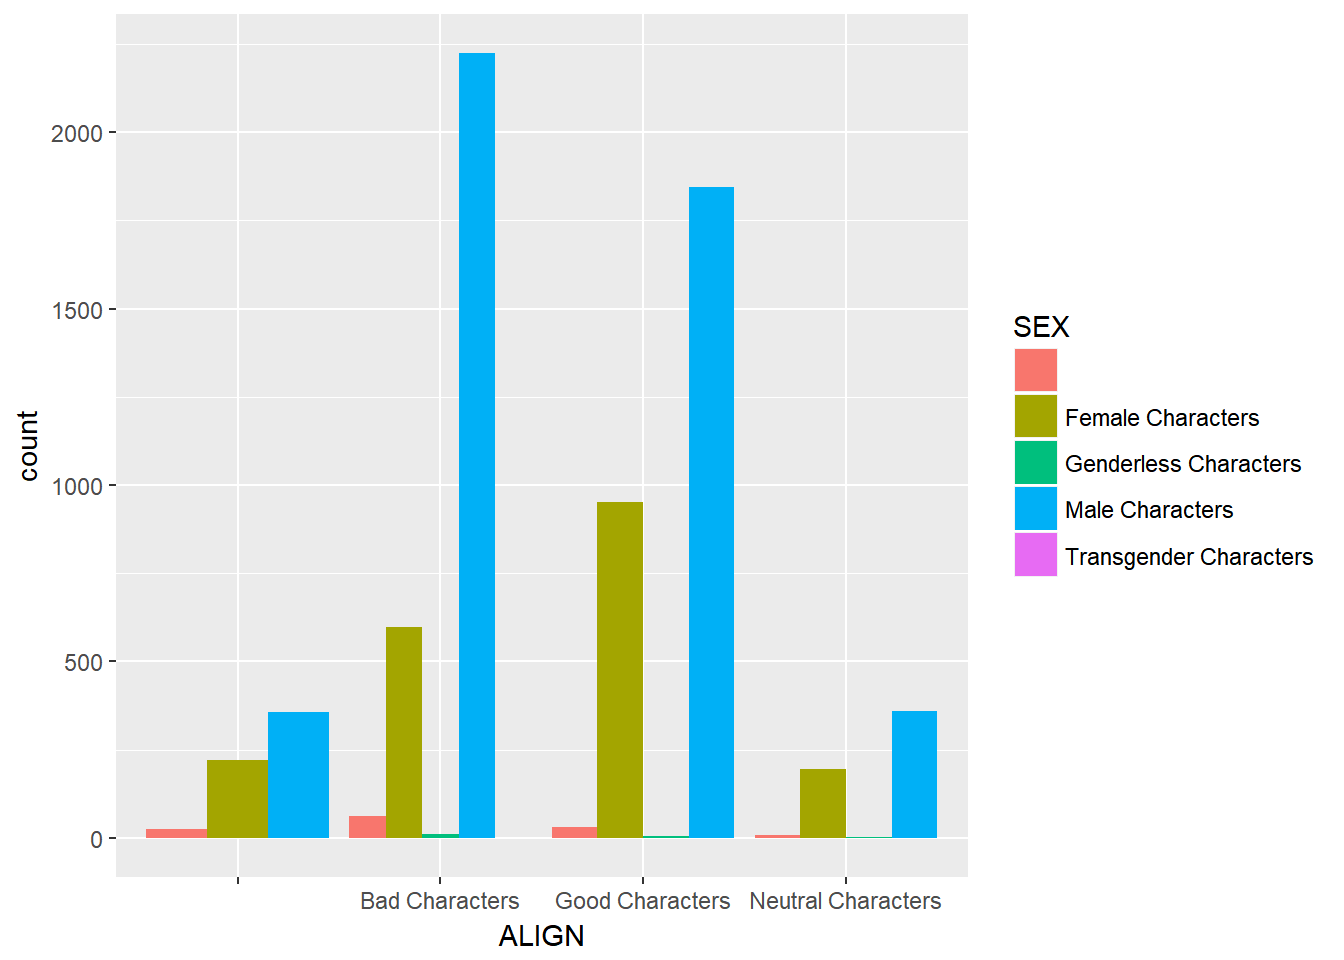 2000
1500
1000
500
0
count
Bad Characters Good Characters Neutral Characters
ALIGN
SEX
Female Characters
Genderless Characters
Male Characters
Transgender Characters